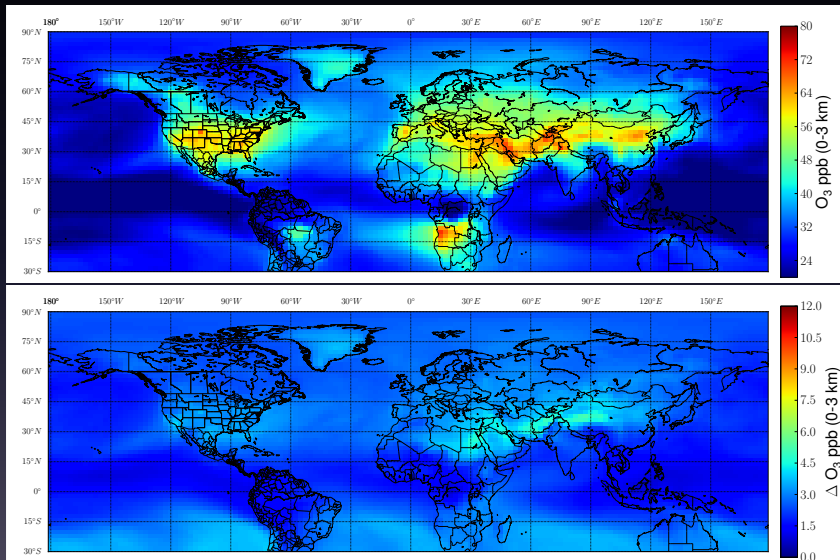 180° 150°W 120°W 90°W 60°W 30°W 0° 30°E 60°E 90°E 120°E 150°E
90°N
75°N
60°N
45°N
30°N
15°N
0°
15°S
30°S
80
72
64
56
48
40
32
24
O₃ ppb (0-3 km)
180° 150°W 120°W 90°W 60°W 30°W 0° 30°E 60°E 90°E 120°E 150°E
90°N
75°N
60°N
45°N
30°N
15°N
0°
15°S
30°S
12.0
10.5
9.0
7.5
6.0
4.5
3.0
1.5
0.0
Δ O₃ ppb (0-3 km)